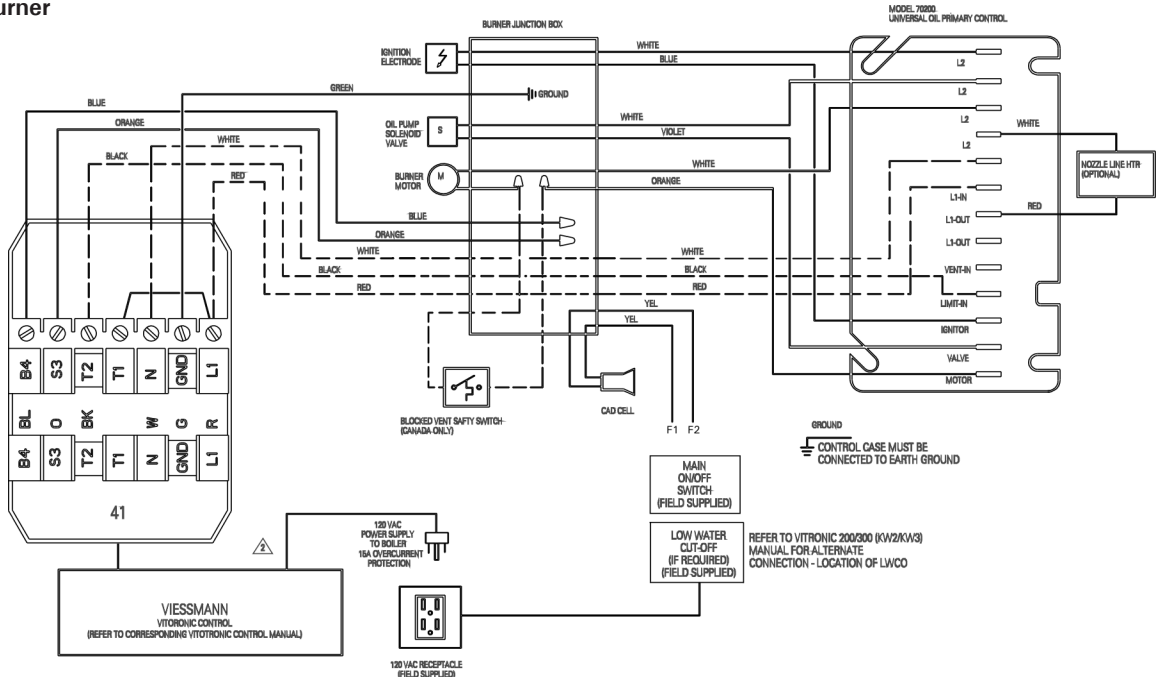 urner
BURNER JUNCTION BOX
MODEL 70200
UNIVERSAL OIL PRIMARY CONTROL
IGNITION
ELECTRODE
WHITE
BLUE
L2
GREEN
GROUND
BLUE
L2
OIL PUMP
SOLENOID
VALVE
S
WHITE
VIOLET
ORANGE
L2
WHITE
WHITE
L2
BLACK
BURNER
MOTOR
M
WHITE
ORANGE
NOZZLE LINE HTR
(OPTIONAL)
RED
L1-IN
RED
L1-OUT
BLUE
ORANGE
L1-OUT
WHITE
WHITE
BLACK
BLACK
VENT-IN
RED
RED
LIMIT-IN
YEL
YEL
IGNITOR
VALVE
MOTOR
B4
S3
T2
T1
N
GND
L1
BL
O
BK
W
G
R
B4
S3
T2
T1
N
GND
L1
41
BLOCKED VENT SAFTY SWITCH
(CANADA ONLY)
CAD CELL
F1 F2
GROUND
CONTROL CASE MUST BE
CONNECTED TO EARTH GROUND
MAIN
ON/OFF
SWITCH
(FIELD SUPPLIED)
2
120 VAC
POWER SUPPLY
TO BOILER
15A OVERCURRENT
PROTECTION
LOW WATER
CUT-OFF
(IF REQUIRED)
(FIELD SUPPLIED)
REFER TO VITRONIC 200/300 (KW2/KW3)
MANUAL FOR ALTERNATE
CONNECTION - LOCATION OF LWCO
VIESSMANN
VITORONIC CONTROL
(REFER TO CORRESPONDING VITOTRONIC CONTROL MANUAL)
120 VAC RECEPTACLE
(FIELD SUPPLIED)